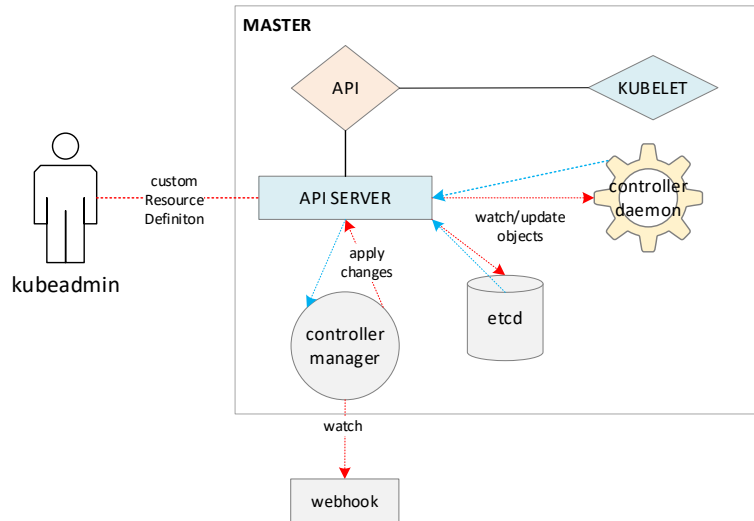 MASTER
API
KUBELET
custom
Resource
Definiton
API SERVER
controller
daemon
watch/update
objects
kubeadmin
apply
changes
etcd
controller
manager
watch
webhook